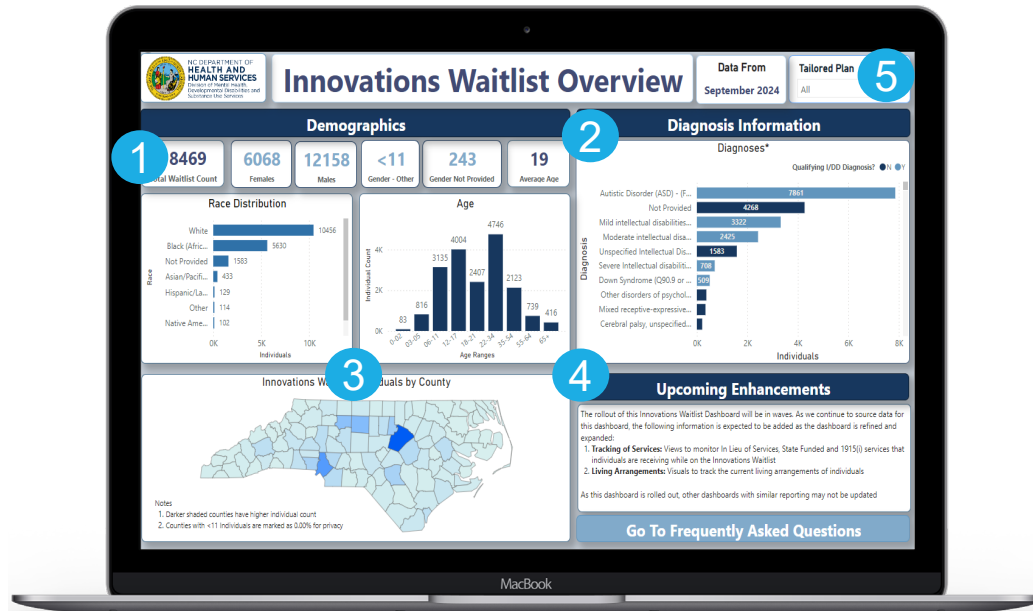 NC DEPARTMENT OF
HEALTH AND
HUMAN SERVICES
Division of Mental Health,
Developmental Disabilities and
Substance Use Services
Innovations Waitlist Overview
Data From
September 2024
Tailored Plan
All
5
Demographics
1
8469
Waitlist Count
6068
Females
12158
Males
<11
Gender - Other
243
Gender Not Provided
19
Average Age
Race Distribution
Race
White 10456
Black (Afric... 5630
Not Provided 1583
Asian/Pacifi... 433
Hispanic/La... 129
Other 114
Native Ame... 102
0K 5K 10K
Individuals
Age
Individual Count
4K
2K
0K
83 816 3135 4004 2407 4746 2123 739 416
0-02 03-05 06-11 12-17 18-21 22-34 35-54 55-64 65+
Age Ranges
2
Diagnosis Information
Diagnoses*
Qualifying I/DD Diagnosis? N Y
Diagnosis
Autistic Disorder (ASD) - (F... 7861
Not Provided 4268
Mild intellectual disabilities... 3322
Moderate intellectual disa... 2425
Unspecified Intellectual Dis... 1583
Severe Intellectual disabiliti... 708
Down Syndrome (Q90.9 or ... 509
Other disorders of psychol...
Mixed receptive-expressive...
Cerebral palsy, unspecified...
0K 2K 4K 6K 8K
Individuals
3
Innovations by County
Notes
1. Darker shaded counties have higher individual count
2. Counties with <11 individuals are marked as 0.00% for privacy
4
Upcoming Enhancements
The rollout of this Innovations Waitlist Dashboard will be in waves. As we continue to source data for
this dashboard, the following information is expected to be added as the dashboard is refined and
expanded:
1. Tracking of Services: Views to monitor In Lieu of Services, State Funded and 1915(i) services that
individuals are receiving while on the Innovations Waitlist
2. Living Arrangements: Visuals to track the current living arrangements of individuals
As this dashboard is rolled out, other dashboards with similar reporting may not be updated
Go To Frequently Asked Questions
MacBook